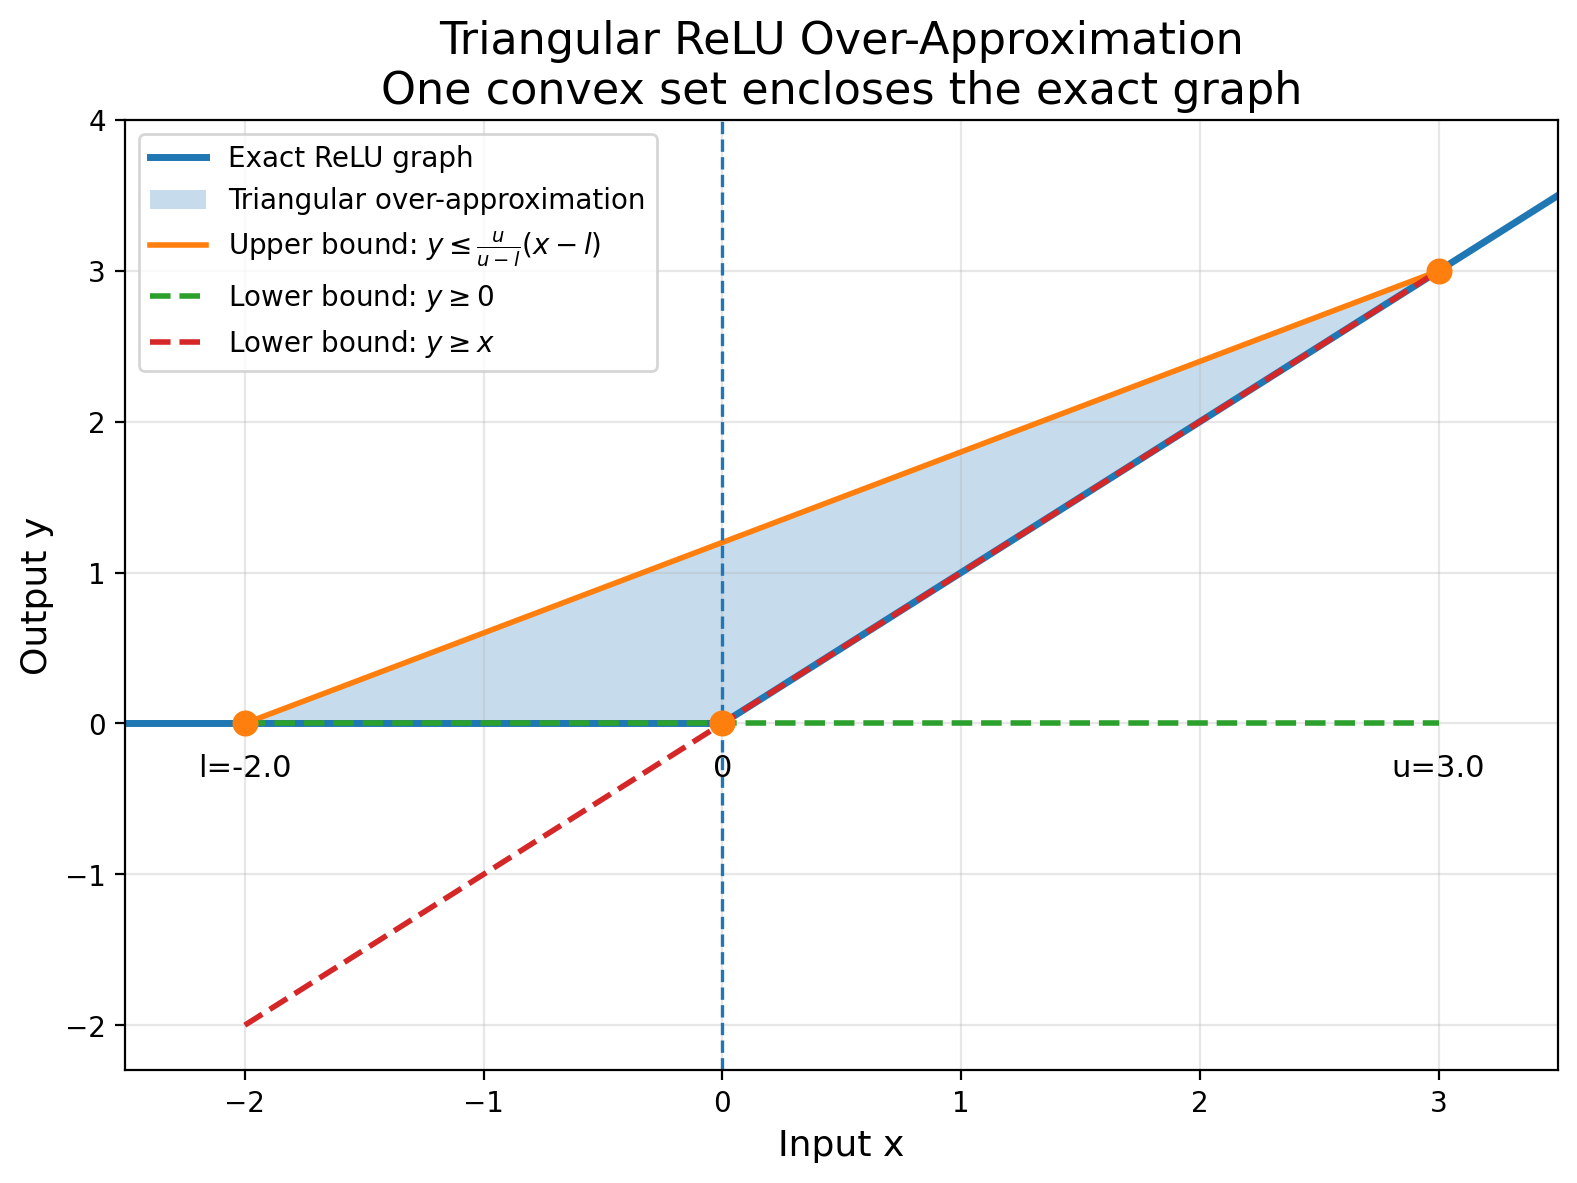 Triangular ReLU Over-Approximation
One convex set encloses the exact graph
4
3
2
1
0
−1
−2
Output y
Exact ReLU graph
Triangular over-approximation
Upper bound: y ≤ u/(u−l) (x − l)
Lower bound: y ≥ 0
Lower bound: y ≥ x
l=-2.0
0
u=3.0
−2
−1
0
1
2
3
Input x